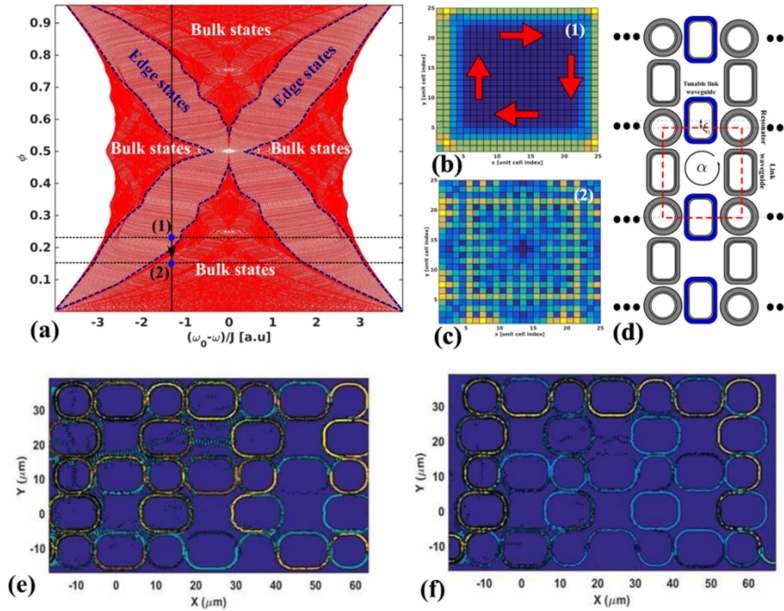 Bulk states
(1)
Edge states
Edge states
Bulk states
Bulk states
(1)
(2)
Bulk states
ϕ
0.9
0.8
0.7
0.6
0.5
0.4
0.3
0.2
0.1
-3 -2 -1 0 1 2 3
(ω₀-ω)/J [a.u]
(a)
y [unit cell index]
25
20
15
10
5
5 10 15 20 25
x [unit cell index]
(b)
(2)
y [unit cell index]
25
20
15
10
5
5 10 15 20 25
x [unit cell index]
(c)
Tunable link
waveguide
Resonator
Link
waveguide
α
(d)
Y (μm)
30
20
10
0
-10
-10 0 10 20 30 40 50 60
X (μm)
(e)
Y (μm)
30
20
10
0
-10
-10 0 10 20 30 40 50 60
X (μm)
(f)